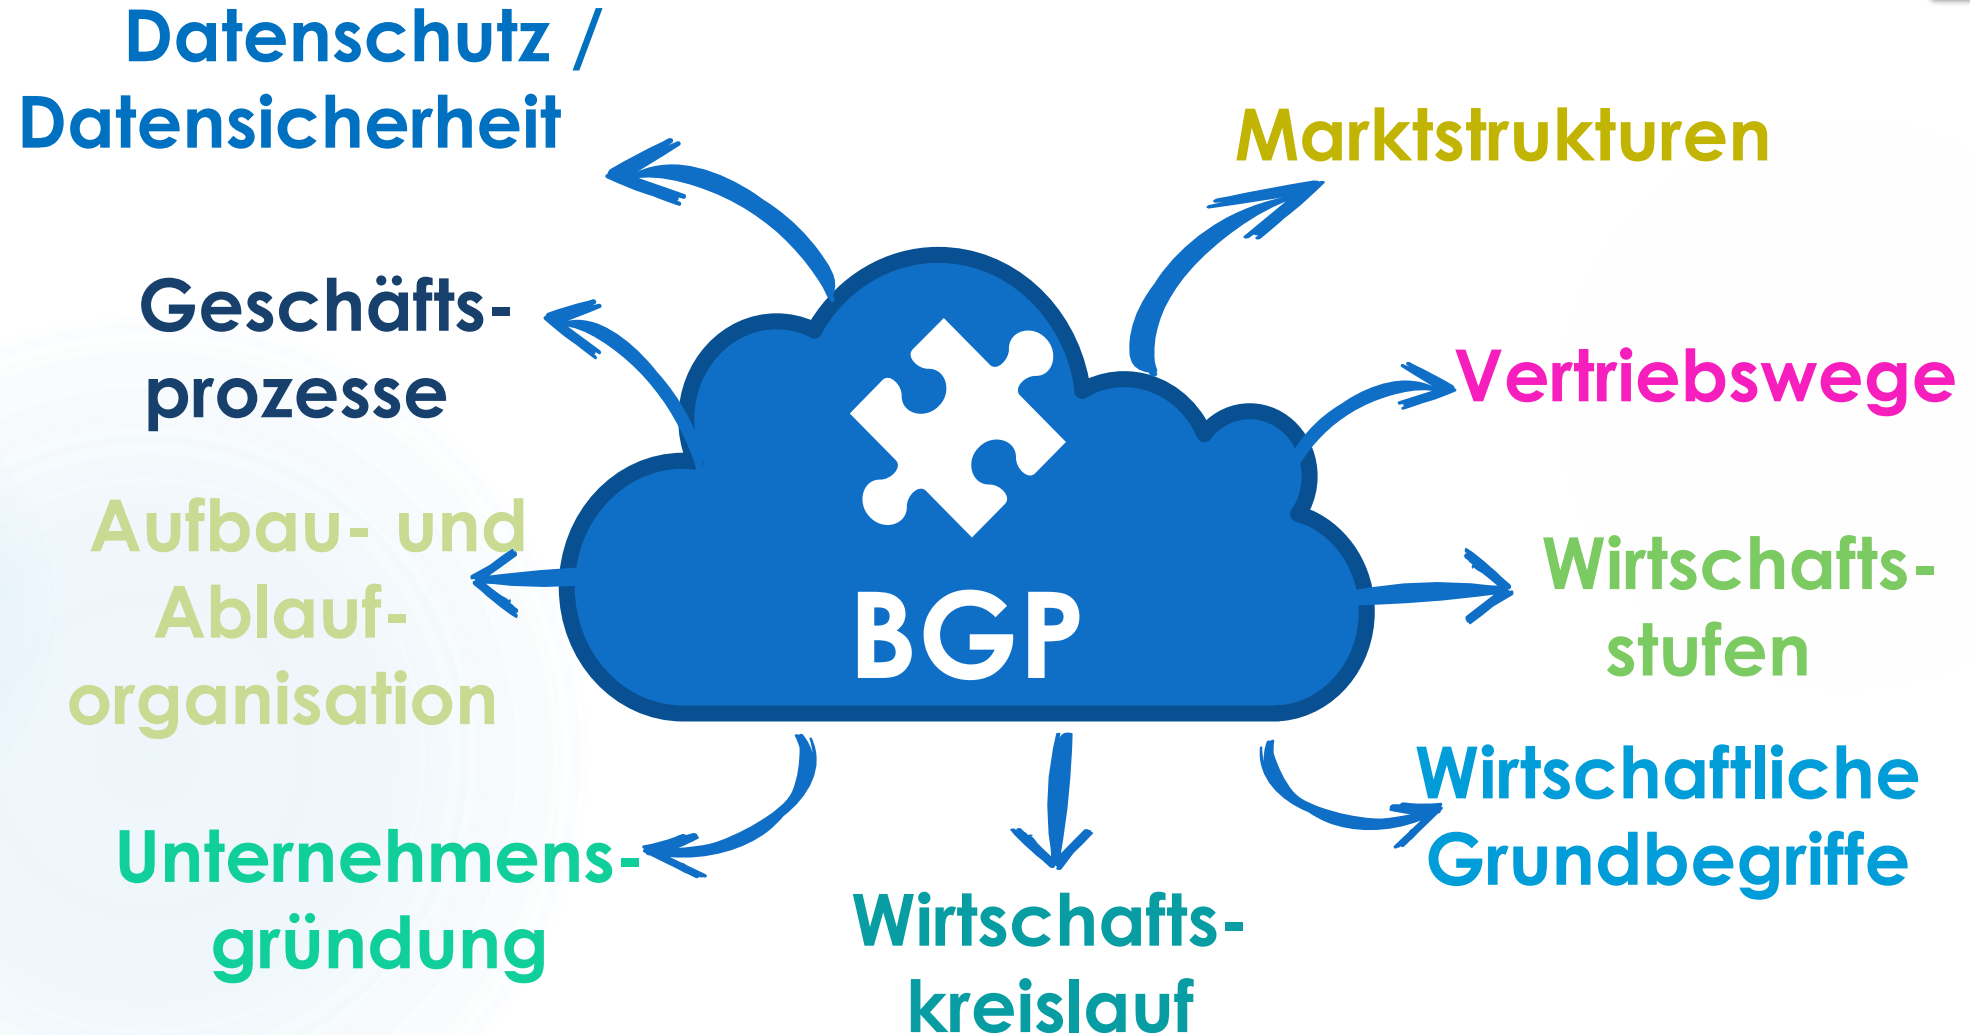 Datenschutz /
Datensicherheit
Marktstrukturen
Geschäfts-
prozesse
Vertriebswege
Aufbau- und
Ablauf-
organisation
BGP
Wirtschafts-
stufen
Wirtschaftliche
Grundbegriffe
Unternehmens-
gründung
Wirtschafts-
kreislauf